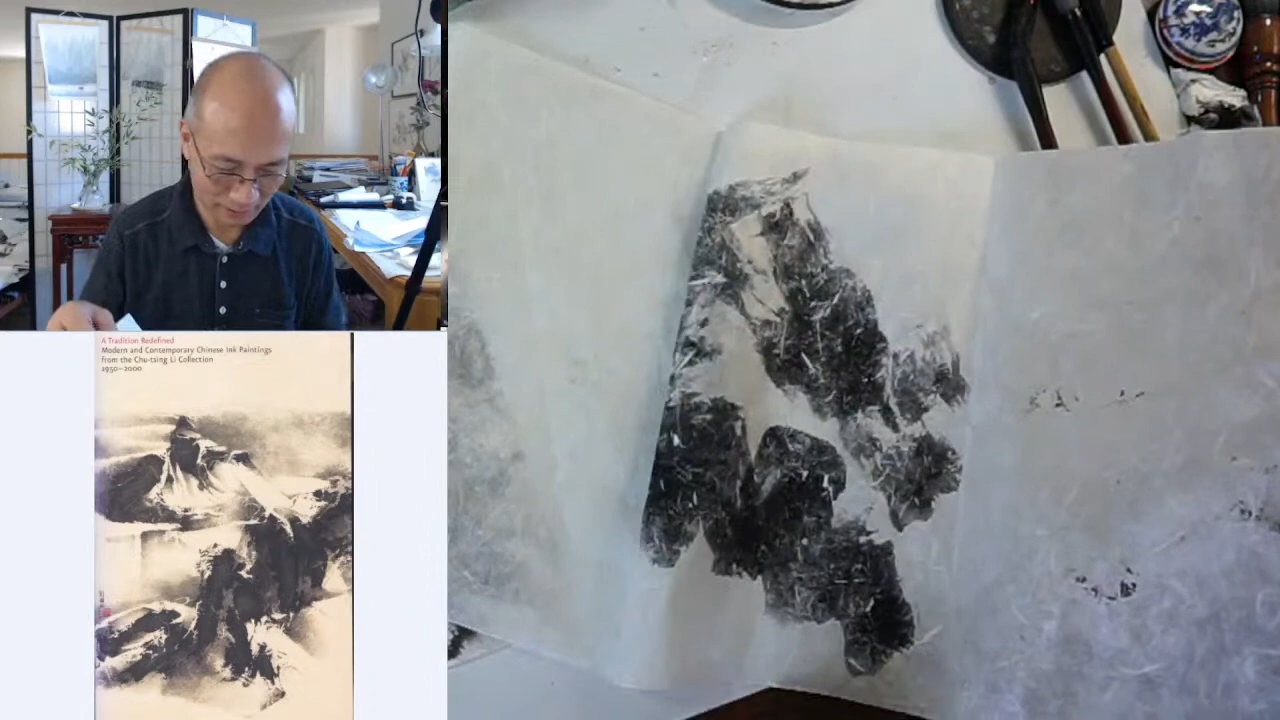 A Tradition Redefined
Modern and Contemporary Chinese Ink Paintings
from the Chu-tsing Li Collection
1950–2000